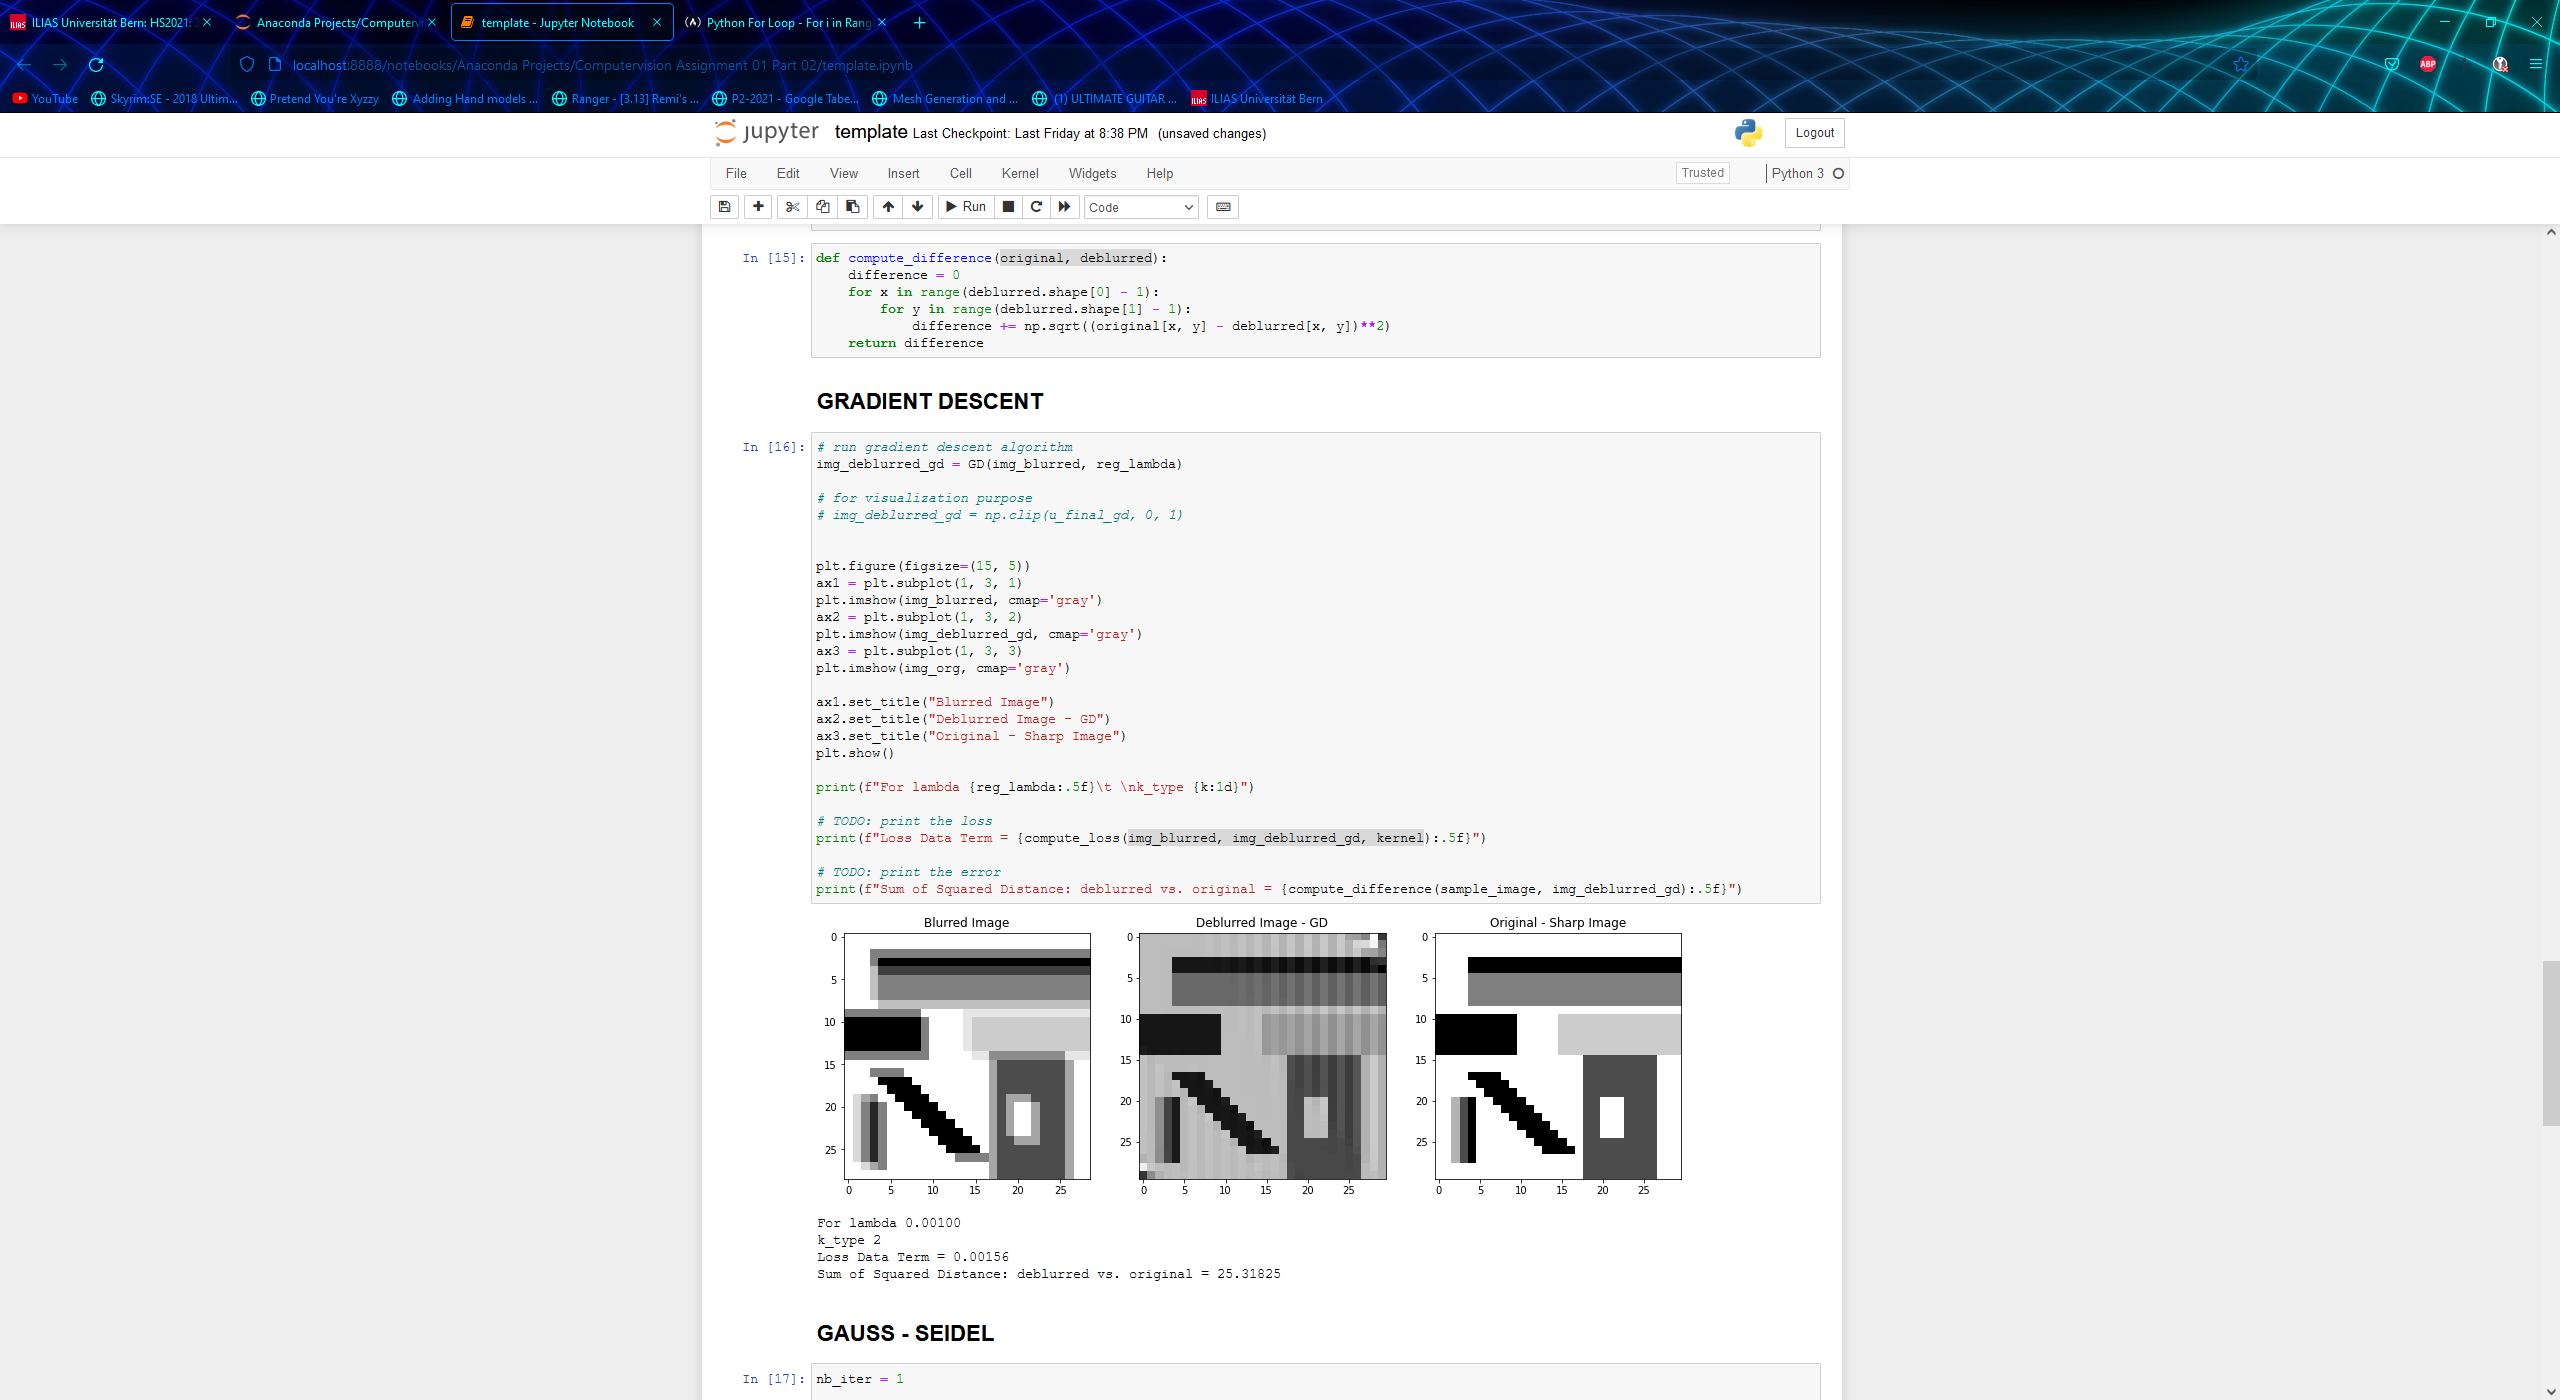 ILIAS Universität Bern: HS2021:
Anaconda Projects/Computervi
template - Jupyter Notebook
Python For Loop - For i in Rang
localhost:8888/notebooks/Anaconda Projects/Computervision Assignment 01 Part 02/template.ipynb
ABP
YouTube
Skyrim:SE - 2018 Ultim...
Pretend You're Xyzzy
Adding Hand models ...
Ranger - [3.13] Remi's ...
P2-2021 - Google Tabe...
Mesh Generation and ...
(1) ULTIMATE GUITAR ...
ILIAS Universität Bern
jupyter template Last Checkpoint: Last Friday at 8:38 PM (unsaved changes)
Logout
File Edit View Insert Cell Kernel Widgets Help
Trusted
Python 3
Run
Code
In [15]: def compute_difference(original, deblurred):
    difference = 0
    for x in range(deblurred.shape[0] - 1):
        for y in range(deblurred.shape[1] - 1):
            difference += np.sqrt((original[x, y] - deblurred[x, y])**2)
    return difference
GRADIENT DESCENT
In [16]: # run gradient descent algorithm
img_deblurred_gd = GD(img_blurred, reg_lambda)
# for visualization purpose
# img_deblurred_gd = np.clip(u_final_gd, 0, 1)
plt.figure(figsize=(15, 5))
ax1 = plt.subplot(1, 3, 1)
plt.imshow(img_blurred, cmap='gray')
ax2 = plt.subplot(1, 3, 2)
plt.imshow(img_deblurred_gd, cmap='gray')
ax3 = plt.subplot(1, 3, 3)
plt.imshow(img_org, cmap='gray')
ax1.set_title("Blurred Image")
ax2.set_title("Deblurred Image - GD")
ax3.set_title("Original - Sharp Image")
plt.show()
print(f"For lambda {reg_lambda:.5f}\t \nk_type {k:1d}")
# TODO: print the loss
print(f"Loss Data Term = {compute_loss(img_blurred, img_deblurred_gd, kernel):.5f}")
# TODO: print the error
print(f"Sum of Squared Distance: deblurred vs. original = {compute_difference(sample_image, img_deblurred_gd):.5f}")
Blurred Image
0
5
10
15
20
25
0 5 10 15 20 25
Deblurred Image - GD
0
5
10
15
20
25
0 5 10 15 20 25
Original - Sharp Image
0
5
10
15
20
25
0 5 10 15 20 25
For lambda 0.00100
k_type 2
Loss Data Term = 0.00156
Sum of Squared Distance: deblurred vs. original = 25.31825
GAUSS - SEIDEL
In [17]: nb_iter = 1